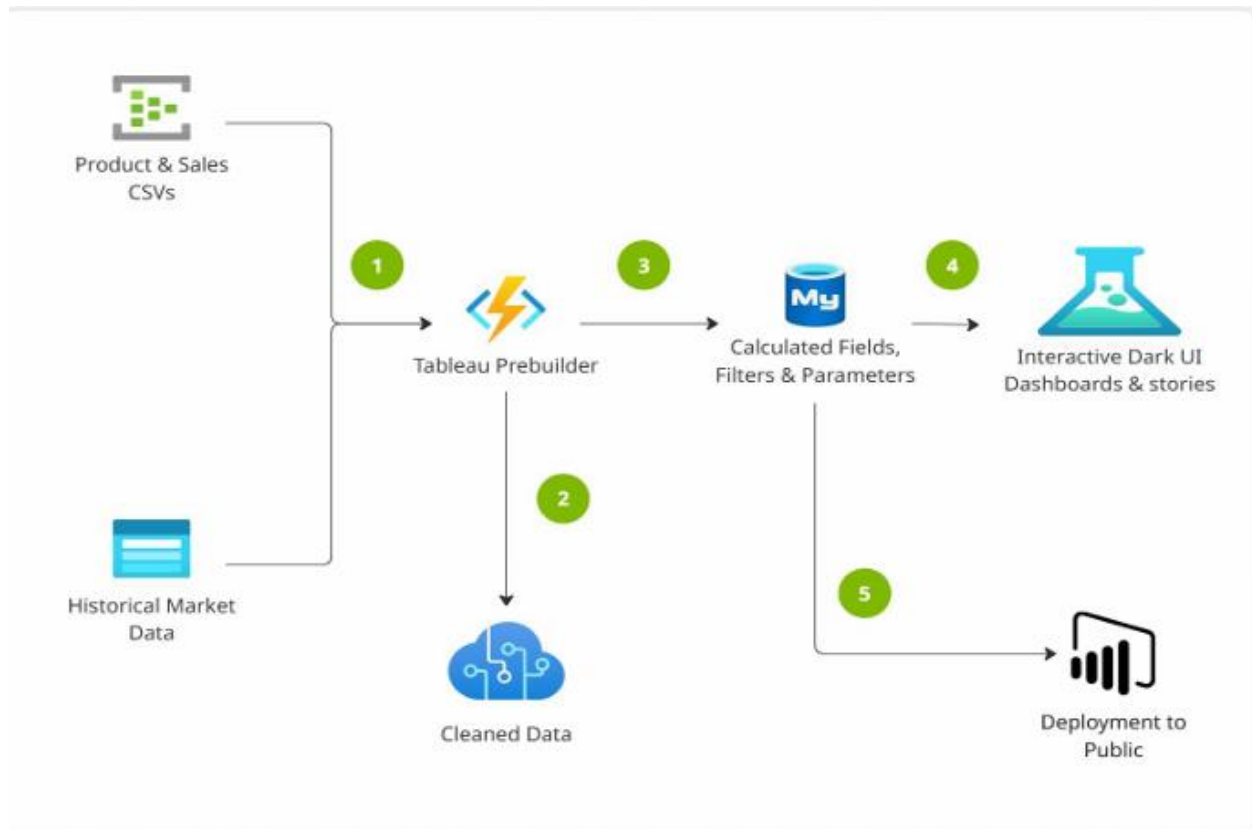 Product & Sales
CSVs
1
3
4
My
Tableau Prebuilder
Calculated Fields,
Filters & Parameters
Interactive Dark UI
Dashboards & stories
2
5
Historical Market
Data
Cleaned Data
Deployment to
Public